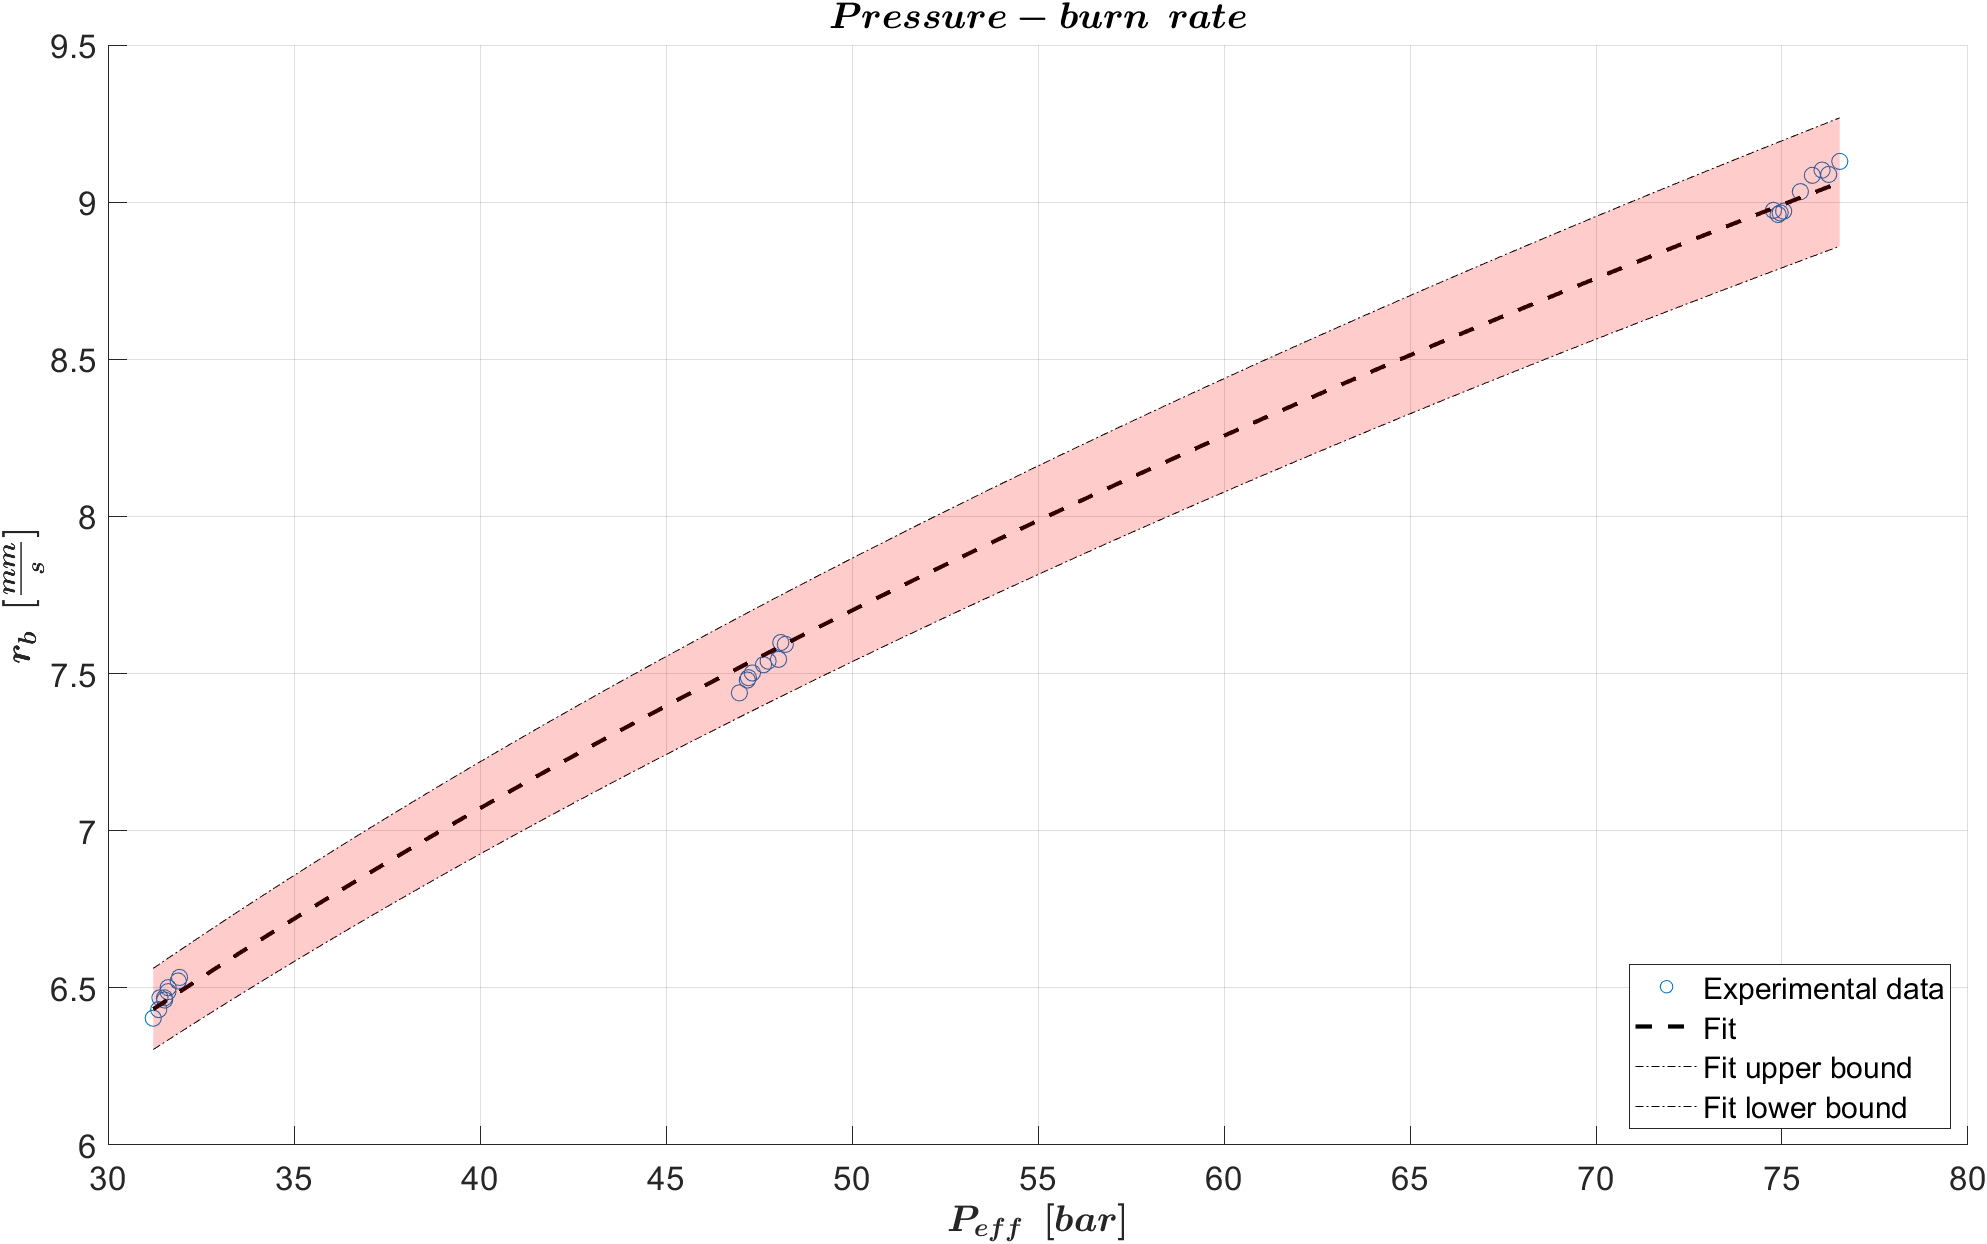 Pressure − burn rate
9.5
9
8.5
8
7.5
7
6.5
6
r_b [mm/s]
30 35 40 45 50 55 60 65 70 75 80
P_eff [bar]
Experimental data
Fit
Fit upper bound
Fit lower bound